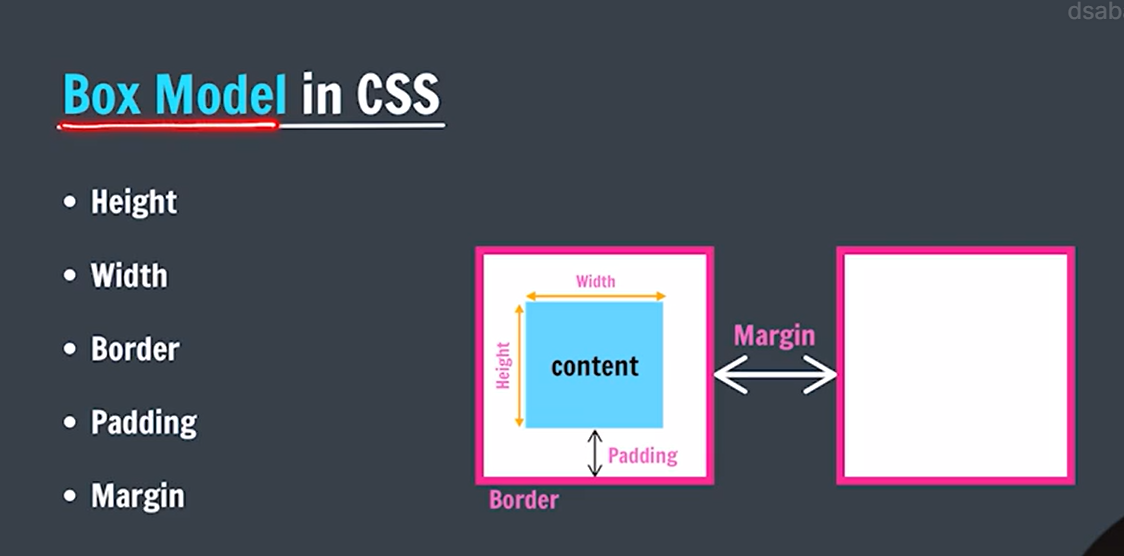 dsab
Box Model in CSS
• Height
• Width
• Border
• Padding
• Margin
Width
Height
content
Padding
Border
Margin